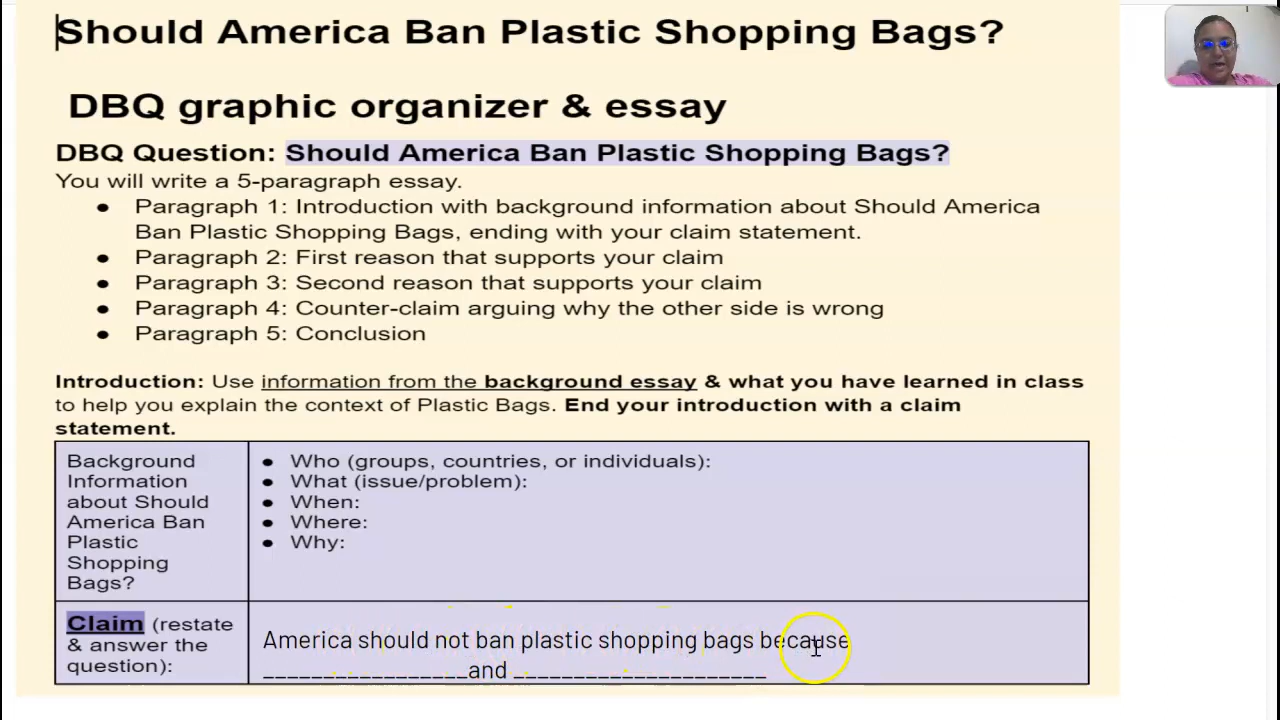 Should America Ban Plastic Shopping Bags?
DBQ graphic organizer & essay
DBQ Question: Should America Ban Plastic Shopping Bags?
You will write a 5-paragraph essay.
● Paragraph 1: Introduction with background information about Should America
Ban Plastic Shopping Bags, ending with your claim statement.
● Paragraph 2: First reason that supports your claim
● Paragraph 3: Second reason that supports your claim
● Paragraph 4: Counter-claim arguing why the other side is wrong
● Paragraph 5: Conclusion
Introduction: Use information from the background essay & what you have learned in class
to help you explain the context of Plastic Bags. End your introduction with a claim
statement.
Background
Information
about Should
America Ban
Plastic
Shopping
Bags?
● Who (groups, countries, or individuals):
● What (issue/problem):
● When:
● Where:
● Why:
Claim (restate
& answer the
question):
America should not ban plastic shopping bags because
_________________and _____________________